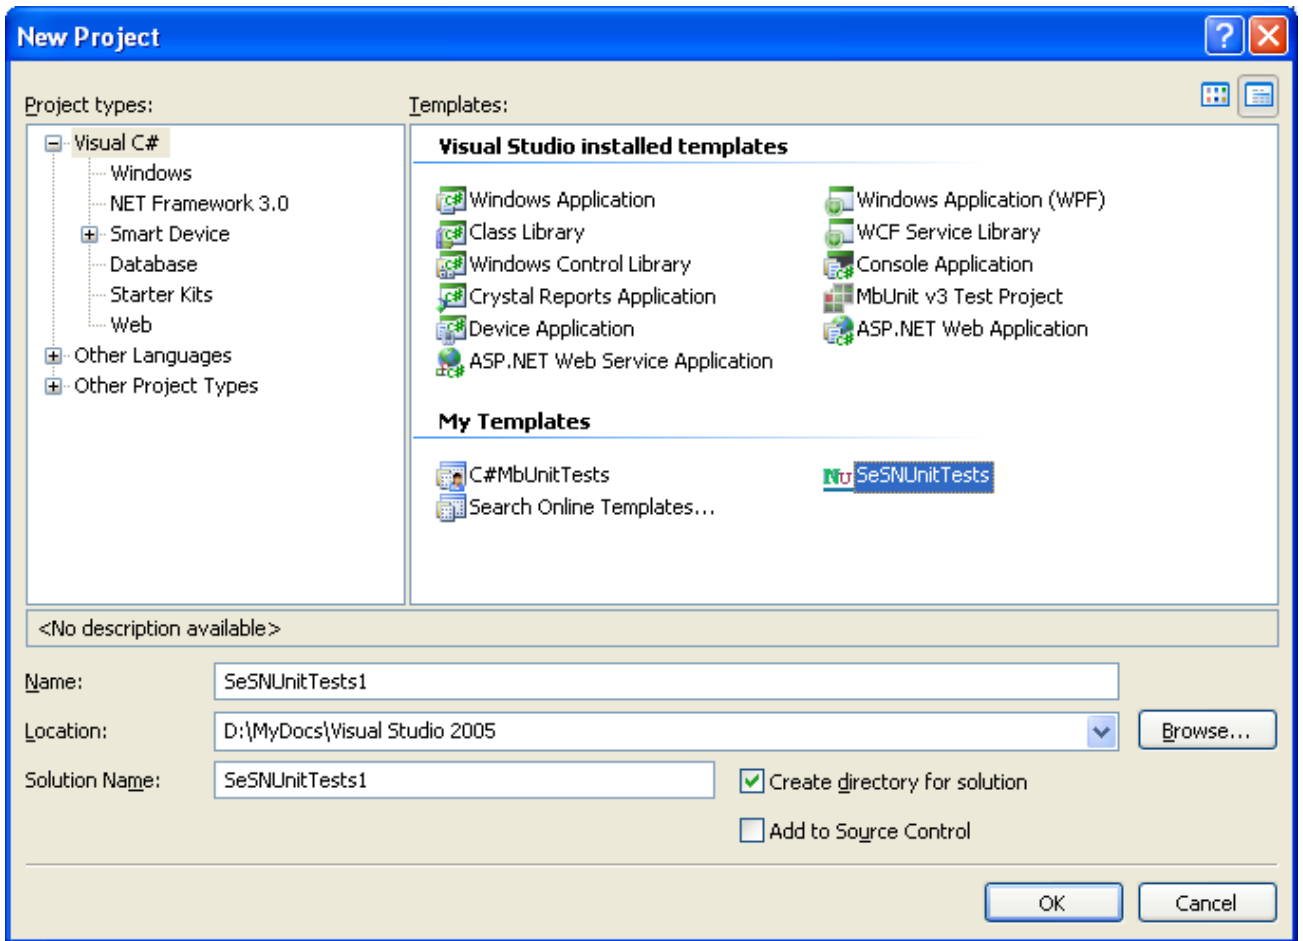 New Project
Project types:
Templates:
Visual C#
Windows
NET Framework 3.0
Smart Device
Database
Starter Kits
Web
Other Languages
Other Project Types
Visual Studio installed templates
Windows Application
Windows Application (WPF)
Class Library
WCF Service Library
Windows Control Library
Console Application
Crystal Reports Application
MbUnit v3 Test Project
Device Application
ASP.NET Web Application
ASP.NET Web Service Application
My Templates
C#MbUnitTests
NU SeSNUnitTests
Search Online Templates...
<No description available>
Name:
SeSNUnitTests1
Location:
D:\MyDocs\Visual Studio 2005
Browse...
Solution Name:
SeSNUnitTests1
Create directory for solution
Add to Source Control
OK
Cancel